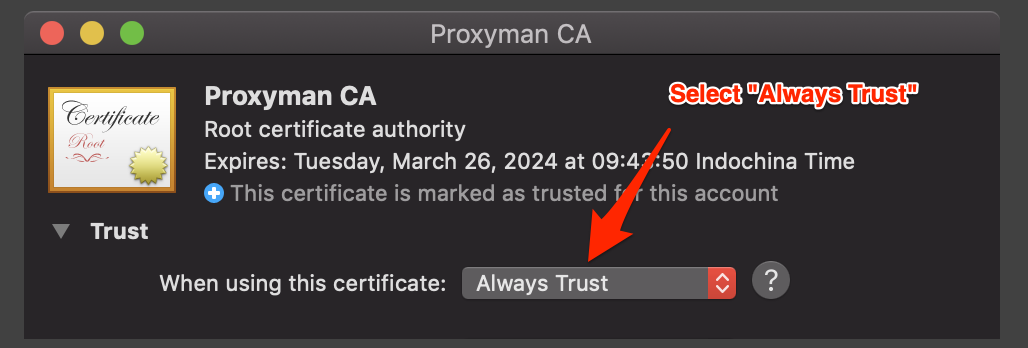 Proxyman CA
Certificate
Root
Proxyman CA
Select "Always Trust"
Root certificate authority
Expires: Tuesday, March 26, 2024 at 09:43:50 Indochina Time
This certificate is marked as trusted for this account
Trust
When using this certificate: Always Trust ?